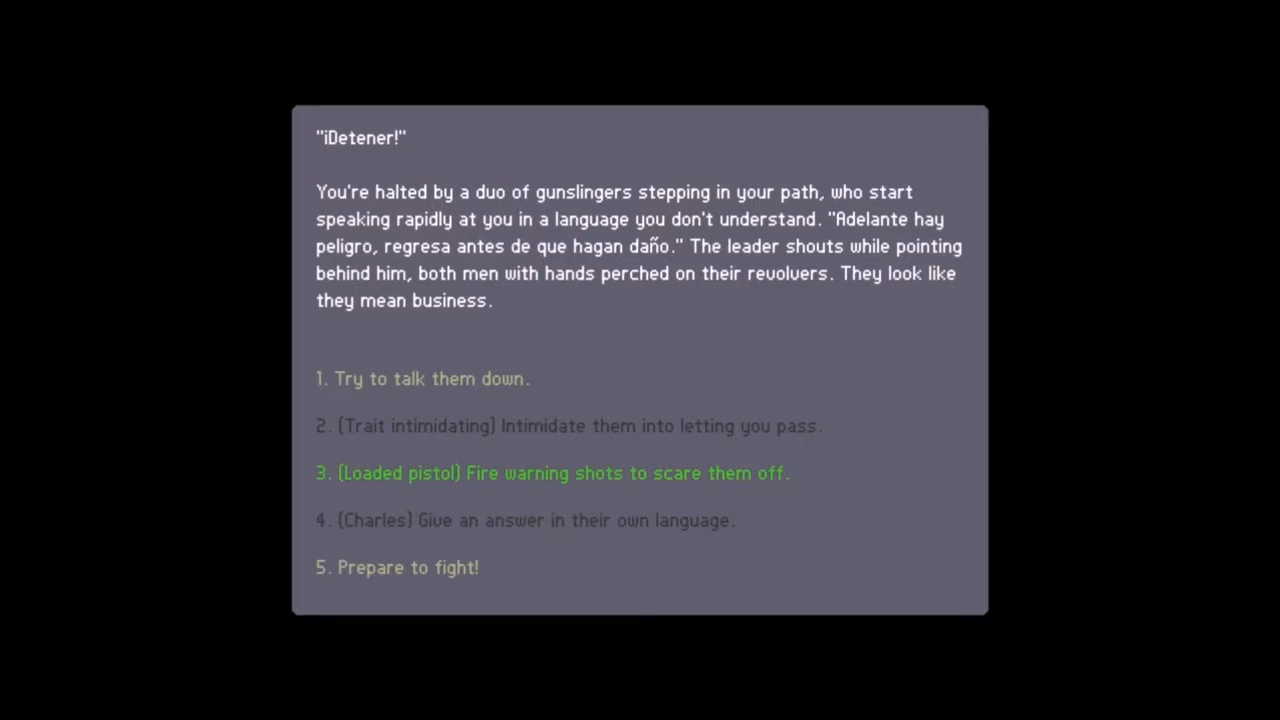 "¡Detener!"
You're halted by a duo of gunslingers stepping in your path, who start
speaking rapidly at you in a language you don't understand. "Adelante hay
peligro, regresa antes de que hagan daño." The leader shouts while pointing
behind him, both men with hands perched on their revolvers. They look like
they mean business.
1. Try to talk them down.
2. (Trait intimidating) Intimidate them into letting you pass.
3. (Loaded pistol) Fire warning shots to scare them off.
4. (Charles) Give an answer in their own language.
5. Prepare to fight!